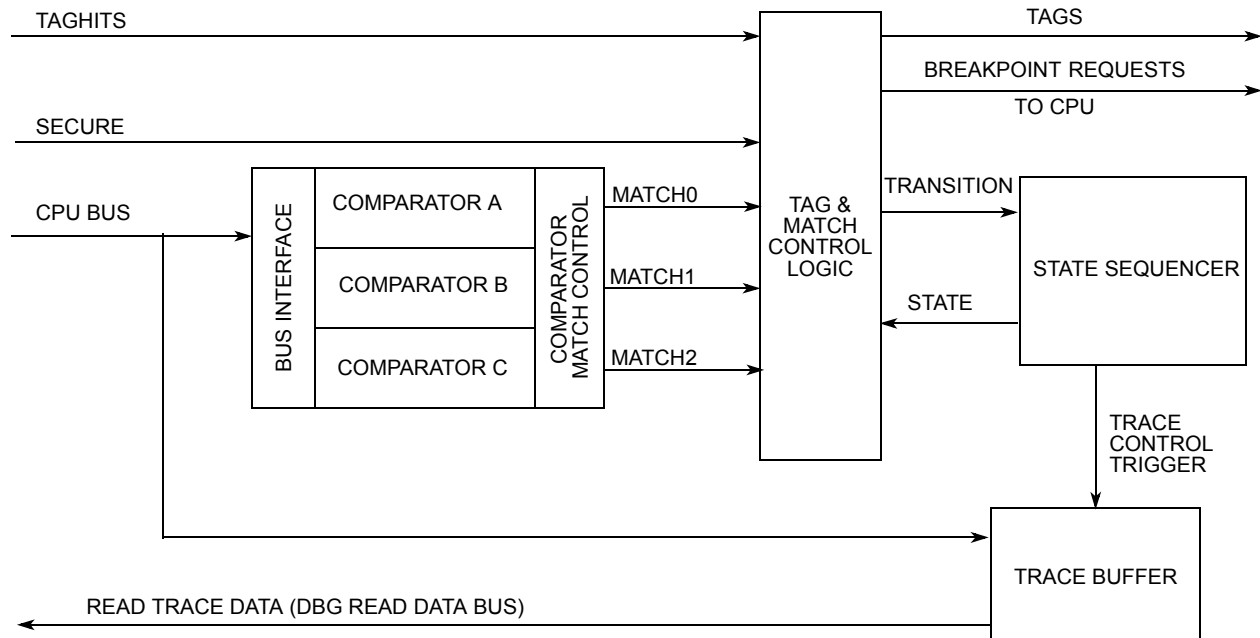 TAGHITS
TAGS
BREAKPOINT REQUESTS
TO CPU
SECURE
CPU BUS
BUS INTERFACE
COMPARATOR A
COMPARATOR B
COMPARATOR C
COMPARATOR
MATCH CONTROL
MATCH0
MATCH1
MATCH2
TAG &
MATCH
CONTROL
LOGIC
TRANSITION
STATE
STATE SEQUENCER
TRACE
CONTROL
TRIGGER
TRACE BUFFER
READ TRACE DATA (DBG READ DATA BUS)